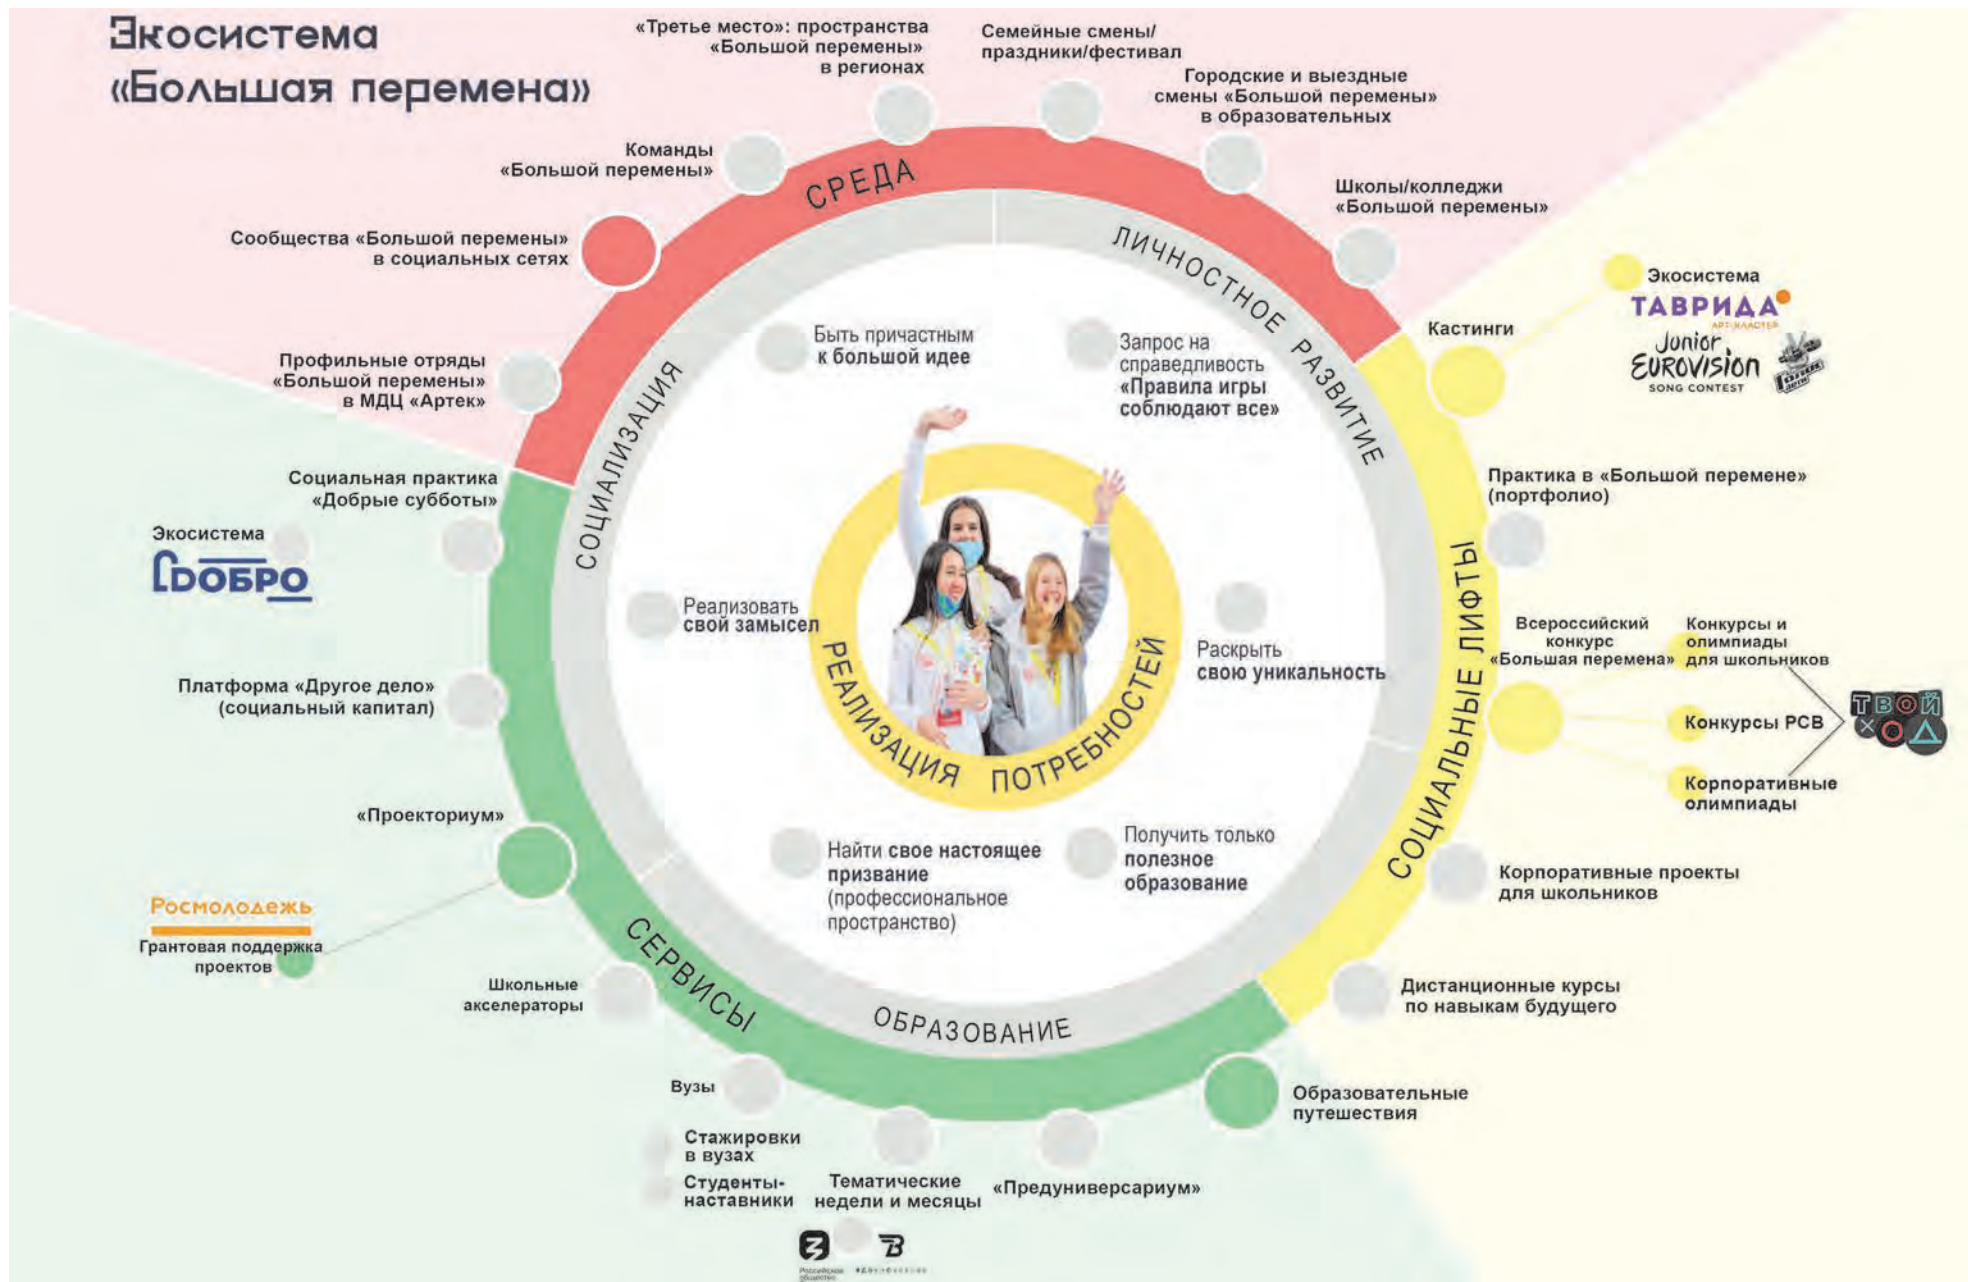 Экосистема
«Большая перемена»
«Третье место»: пространства
«Большой перемены»
в регионах
Семейные смены/
праздники/фестивал
Городские и выездные
смены «Большой перемены»
в образовательных
Команды
«Большой перемены»
Школы/колледжи
«Большой перемены»
Сообщества «Большой перемены»
в социальных сетях
Профильные отряды
«Большой перемены»
в МДЦ «Артек»
СРЕДА
Кастинги
Экосистема
ТАВРИДА
АРТ-КЛАСТЕР
Junior
EUROVISION
SONG CONTEST
ГОЛОС
дети
Социальная практика
«Добрые субботы»
Экосистема
ДОБРО
Платформа «Другое дело»
(социальный капитал)
«Проекториум»
Росмолодежь
Грантовая поддержка
проектов
Школьные
акселераторы
СЕРВИСЫ
Вузы
Стажировки
в вузах
Студенты-
наставники
Тематические
недели и месяцы
Российское
общество
«Предуниверсариум»
Образовательные
путешествия
Практика в «Большой перемене»
(портфолио)
СОЦИАЛЬНЫЕ ЛИФТЫ
Всероссийский
конкурс
«Большая перемена»
Конкурсы и
олимпиады
для школьников
Конкурсы РСВ
Корпоративные
олимпиады
ТВОЙ
ХОД
Корпоративные проекты
для школьников
Дистанционные курсы
по навыкам будущего
СОЦИАЛИЗАЦИЯ
ЛИЧНОСТНОЕ РАЗВИТИЕ
ОБРАЗОВАНИЕ
Быть причастным
к большой идее
Запрос на
справедливость
«Правила игры
соблюдают все»
Реализовать
свой замысел
Раскрыть
свою уникальность
РЕАЛИЗАЦИЯ ПОТРЕБНОСТЕЙ
Найти свое настоящее
призвание
(профессиональное
пространство)
Получить только
полезное
образование